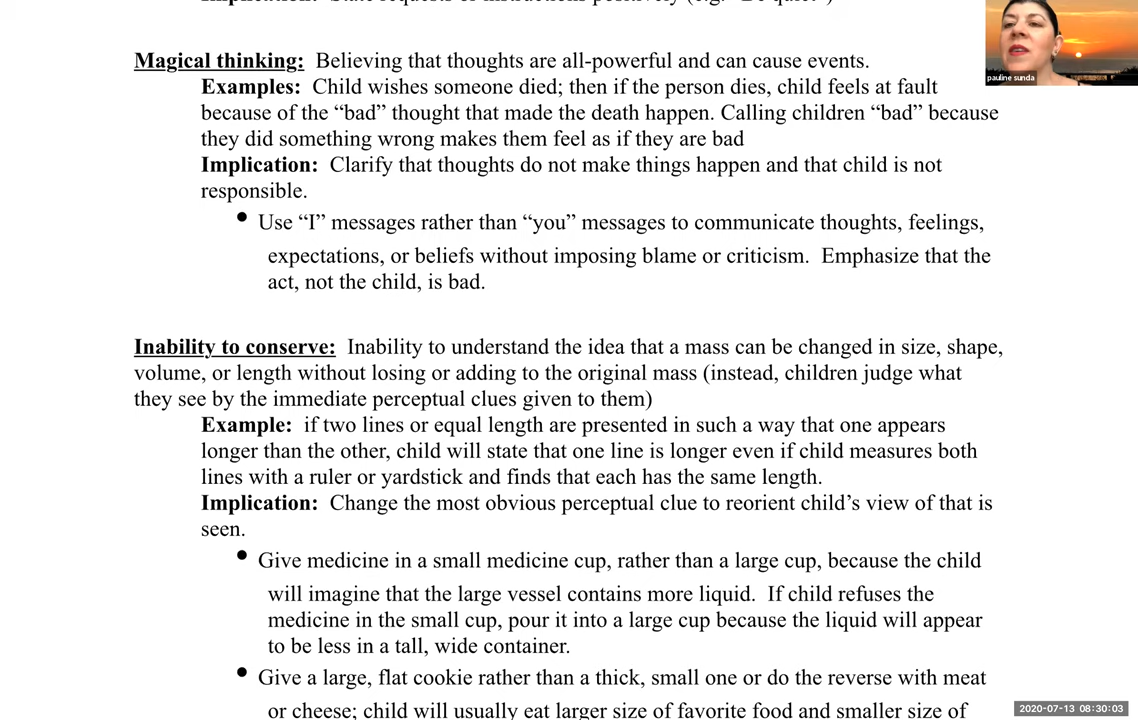 Implication: State requests or instructions positively (e.g. "Be quiet")
pauline sunda
Magical thinking: Believing that thoughts are all-powerful and can cause events.
Examples: Child wishes someone died; then if the person dies, child feels at fault
because of the “bad” thought that made the death happen. Calling children “bad” because
they did something wrong makes them feel as if they are bad
Implication: Clarify that thoughts do not make things happen and that child is not
responsible.
• Use “I” messages rather than “you” messages to communicate thoughts, feelings,
expectations, or beliefs without imposing blame or criticism. Emphasize that the
act, not the child, is bad.
Inability to conserve: Inability to understand the idea that a mass can be changed in size, shape,
volume, or length without losing or adding to the original mass (instead, children judge what
they see by the immediate perceptual clues given to them)
Example: if two lines or equal length are presented in such a way that one appears
longer than the other, child will state that one line is longer even if child measures both
lines with a ruler or yardstick and finds that each has the same length.
Implication: Change the most obvious perceptual clue to reorient child’s view of that is
seen.
• Give medicine in a small medicine cup, rather than a large cup, because the child
will imagine that the large vessel contains more liquid. If child refuses the
medicine in the small cup, pour it into a large cup because the liquid will appear
to be less in a tall, wide container.
• Give a large, flat cookie rather than a thick, small one or do the reverse with meat
or cheese; child will usually eat larger size of favorite food and smaller size of
2020-07-13 08:30:03